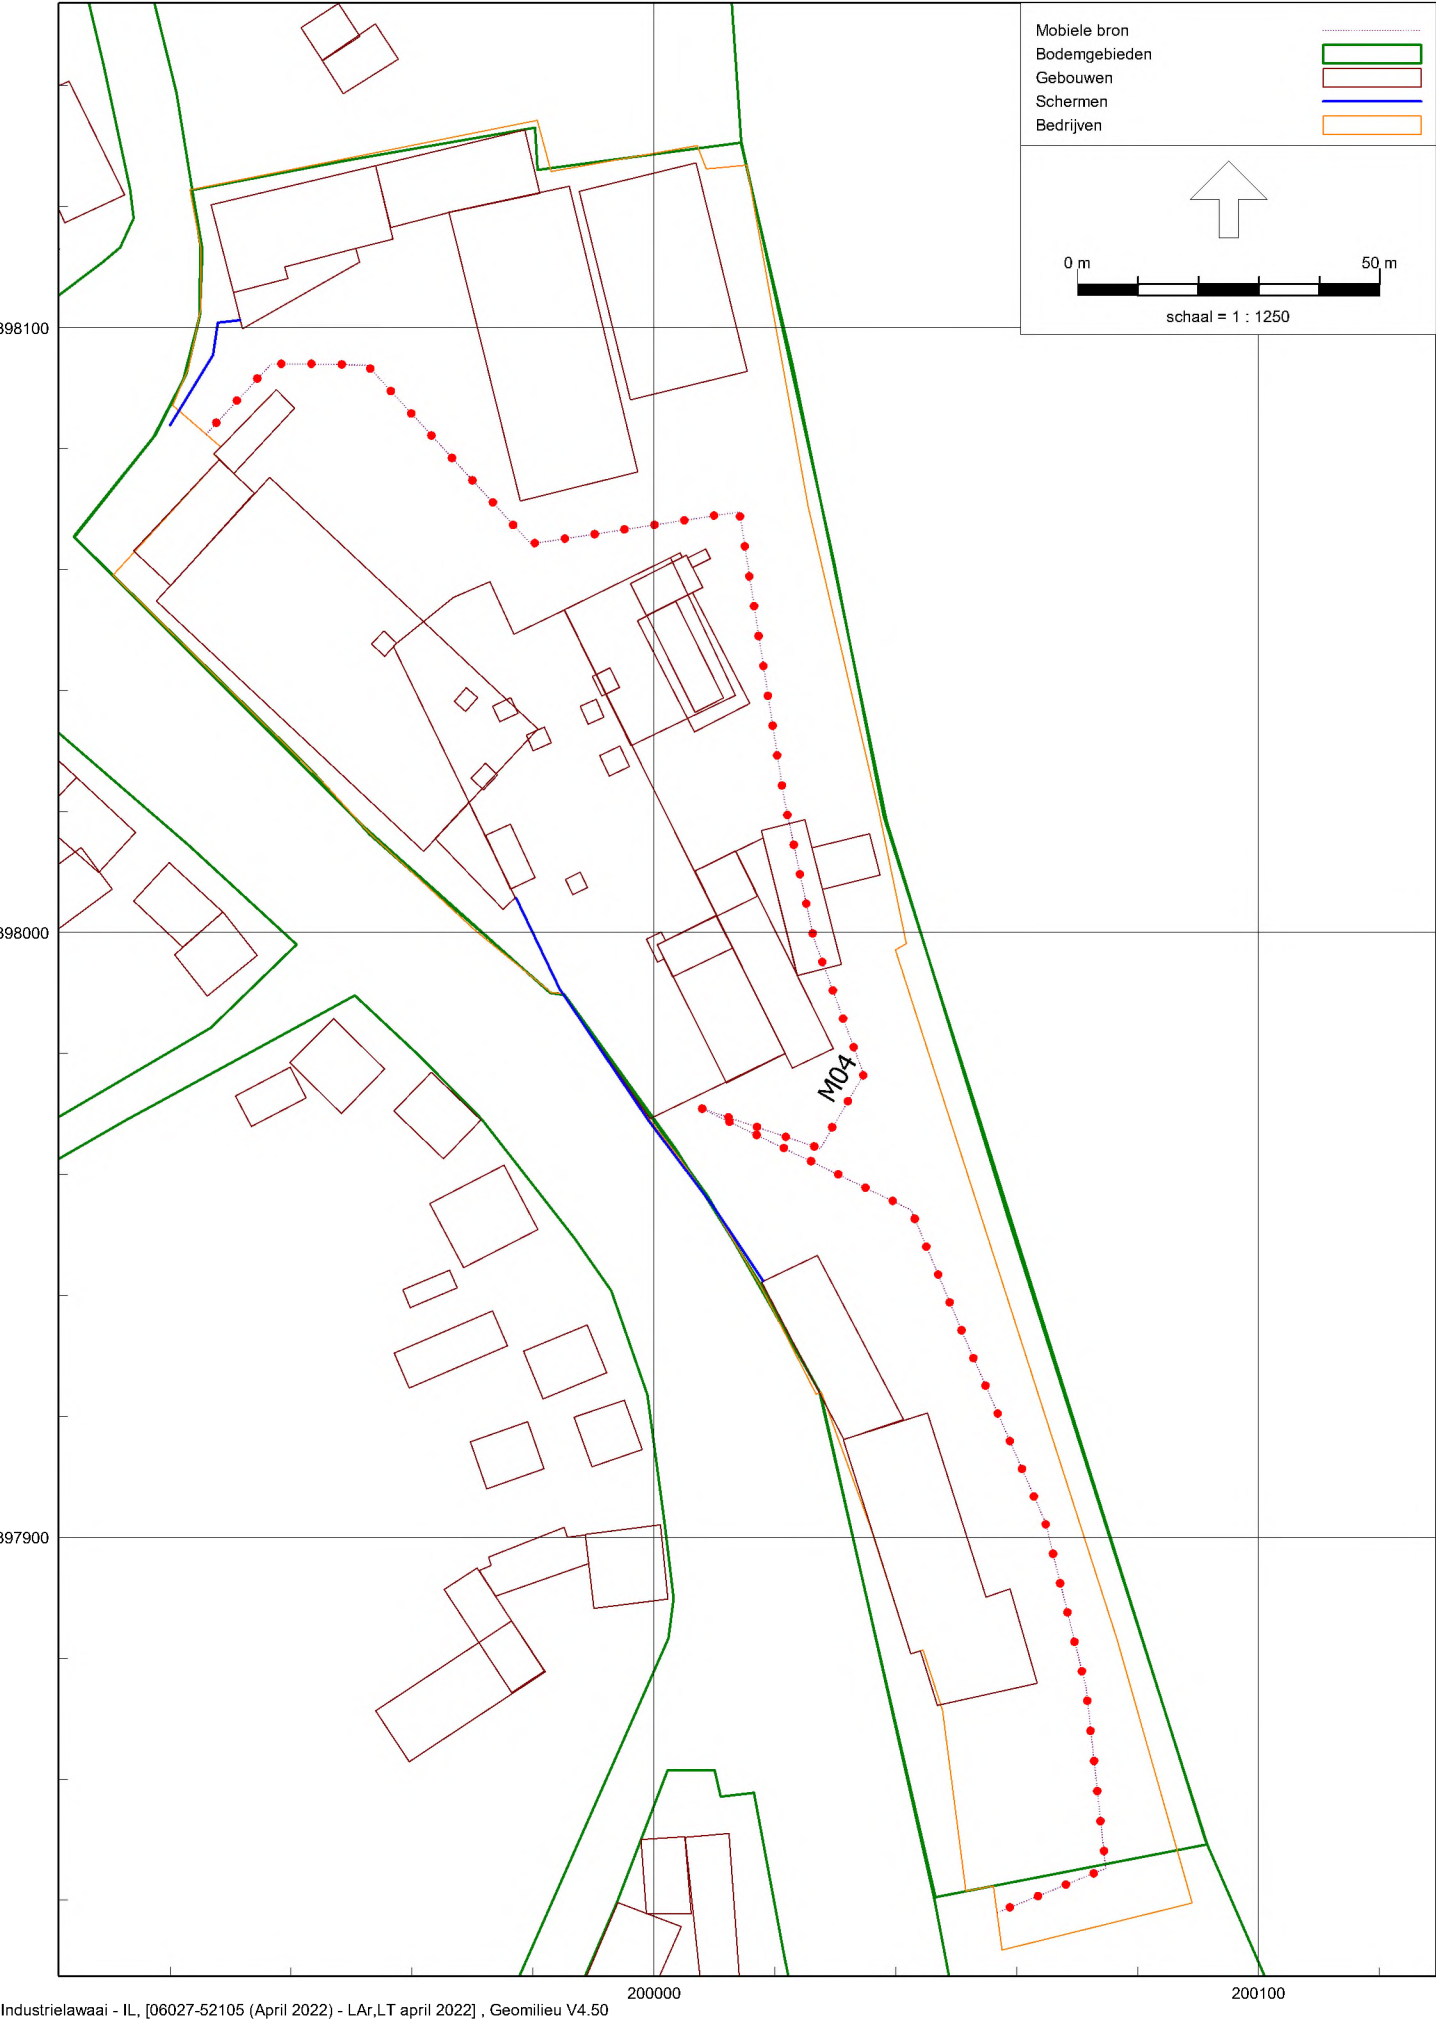 Mobiele bron
Bodemgebieden
Gebouwen
Schermen
Bedrijven
0 m 50 m
schaal = 1 : 1250
398100
398000
M04
397900
200000 200100
Industrielawaai - IL, [06027-52105 (April 2022) - LAr,LT april 2022] , Geomilieu V4.50